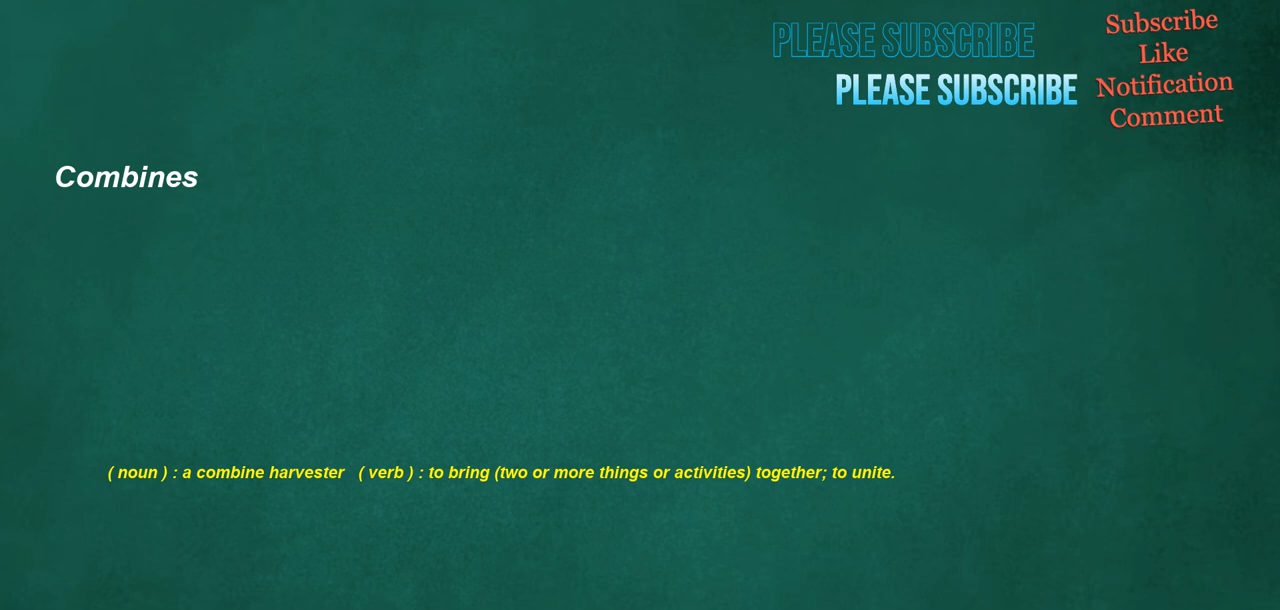 PLEASE SUBSCRIBE
PLEASE SUBSCRIBE
Subscribe
Like
Notification
Comment
Combines
( noun ) : a combine harvester   ( verb ) : to bring (two or more things or activities) together; to unite.